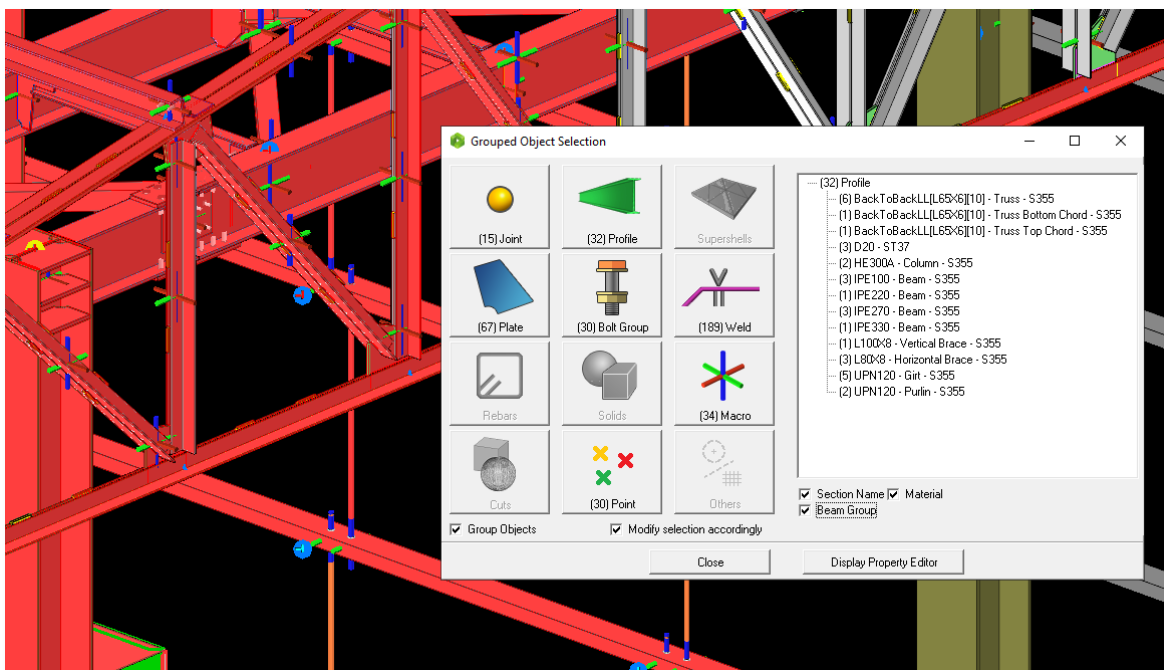 Grouped Object Selection
(15) Joint
(32) Profile
Supershells
(67) Plate
(30) Bolt Group
(189) Weld
Rebars
Solids
(34) Macro
Cuts
(30) Point
Others
Group Objects
Modify selection accordingly
(32) Profile
(6) BackToBackLL[L65X6][10] - Truss - S355
(1) BackToBackLL[L65X6][10] - Truss Bottom Chord - S355
(1) BackToBackLL[L65X6][10] - Truss Top Chord - S355
(3) D20 - ST37
(2) HE300A - Column - S355
(3) IPE100 - Beam - S355
(1) IPE220 - Beam - S355
(3) IPE270 - Beam - S355
(1) IPE330 - Beam - S355
(1) L100X8 - Vertical Brace - S355
(3) L80X8 - Horizontal Brace - S355
(5) UPN120 - Girt - S355
(2) UPN120 - Purlin - S355
Section Name
Material
Beam Group
Close
Display Property Editor